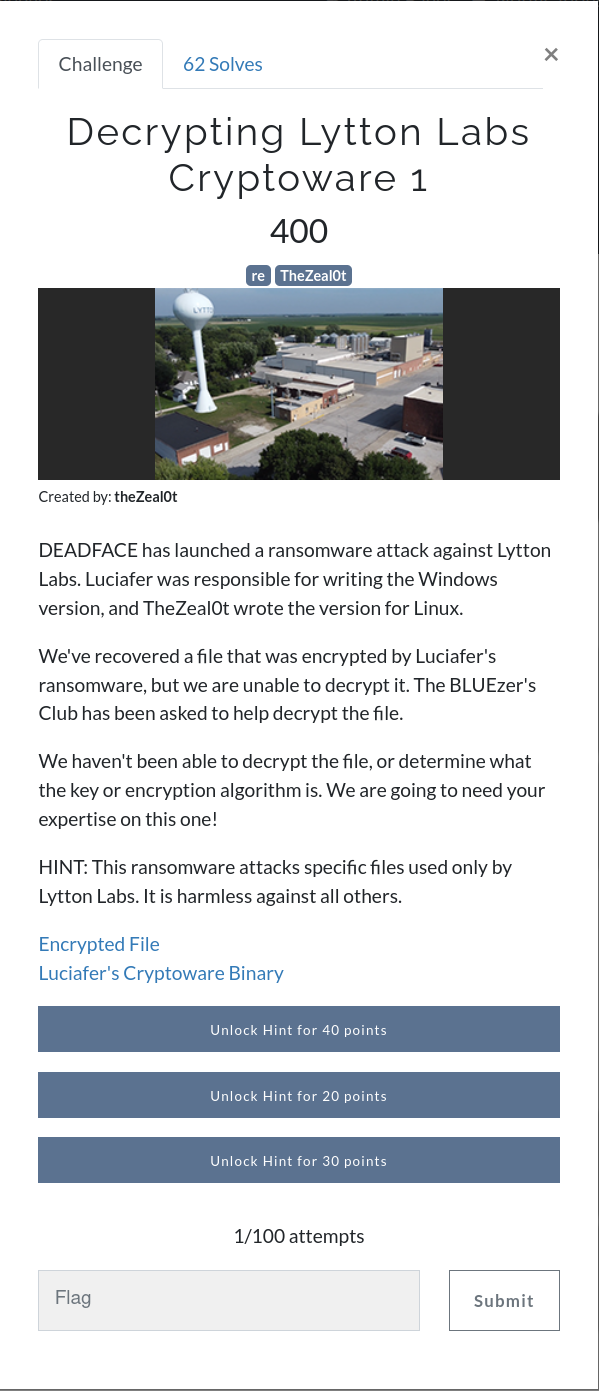 Challenge
62 Solves
×
Decrypting Lytton Labs
Cryptoware 1
400
re
TheZeal0t
LYTTO
Created by: theZeal0t
DEADFACE has launched a ransomware attack against Lytton
Labs. Luciafer was responsible for writing the Windows
version, and TheZeal0t wrote the version for Linux.
We've recovered a file that was encrypted by Luciafer's
ransomware, but we are unable to decrypt it. The BLUEzer's
Club has been asked to help decrypt the file.
We haven't been able to decrypt the file, or determine what
the key or encryption algorithm is. We are going to need your
expertise on this one!
HINT: This ransomware attacks specific files used only by
Lytton Labs. It is harmless against all others.
Encrypted File
Luciafer's Cryptoware Binary
Unlock Hint for 40 points
Unlock Hint for 20 points
Unlock Hint for 30 points
1/100 attempts
Flag
Submit